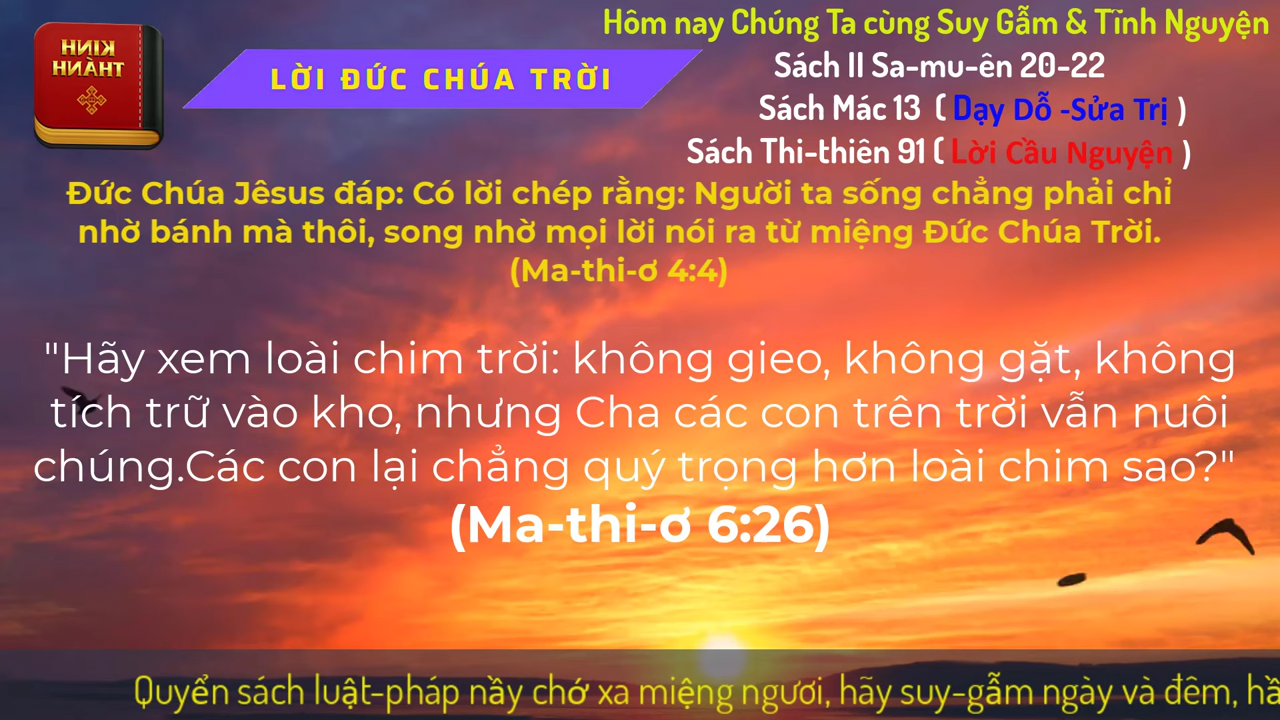 KINH
THÀNH
LỜI ĐỨC CHÚA TRỜI
Hôm nay Chúng Ta cùng Suy Gẫm & Tĩnh Nguyện
Sách II Sa-mu-ên 20-22
Sách Mác 13 ( Dạy Dỗ -Sửa Trị )
Sách Thi-thiên 91 ( Lời Cầu Nguyện )
Đức Chúa Jêsus đáp: Có lời chép rằng: Người ta sống chẳng phải chỉ
nhờ bánh mà thôi, song nhờ mọi lời nói ra từ miệng Đức Chúa Trời.
(Ma-thi-ơ 4:4)
"Hãy xem loài chim trời: không gieo, không gặt, không
tích trữ vào kho, nhưng Cha các con trên trời vẫn nuôi
chúng.Các con lại chẳng quý trọng hơn loài chim sao?"
(Ma-thi-ơ 6:26)
Quyển sách luật-pháp nầy chớ xa miệng ngươi, hãy suy-gẫm ngày và đêm,